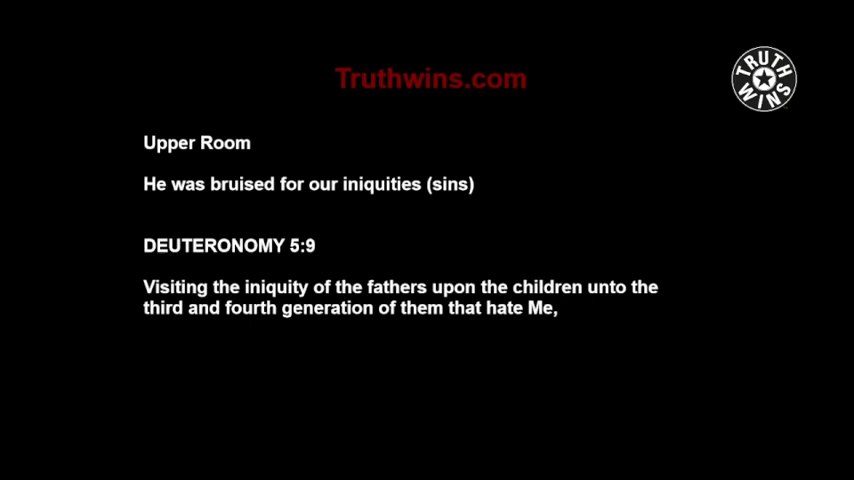 Truthwins.com
TRUTH WINS
Upper Room
He was bruised for our iniquities (sins)
DEUTERONOMY 5:9
Visiting the iniquity of the fathers upon the children unto the
third and fourth generation of them that hate Me,